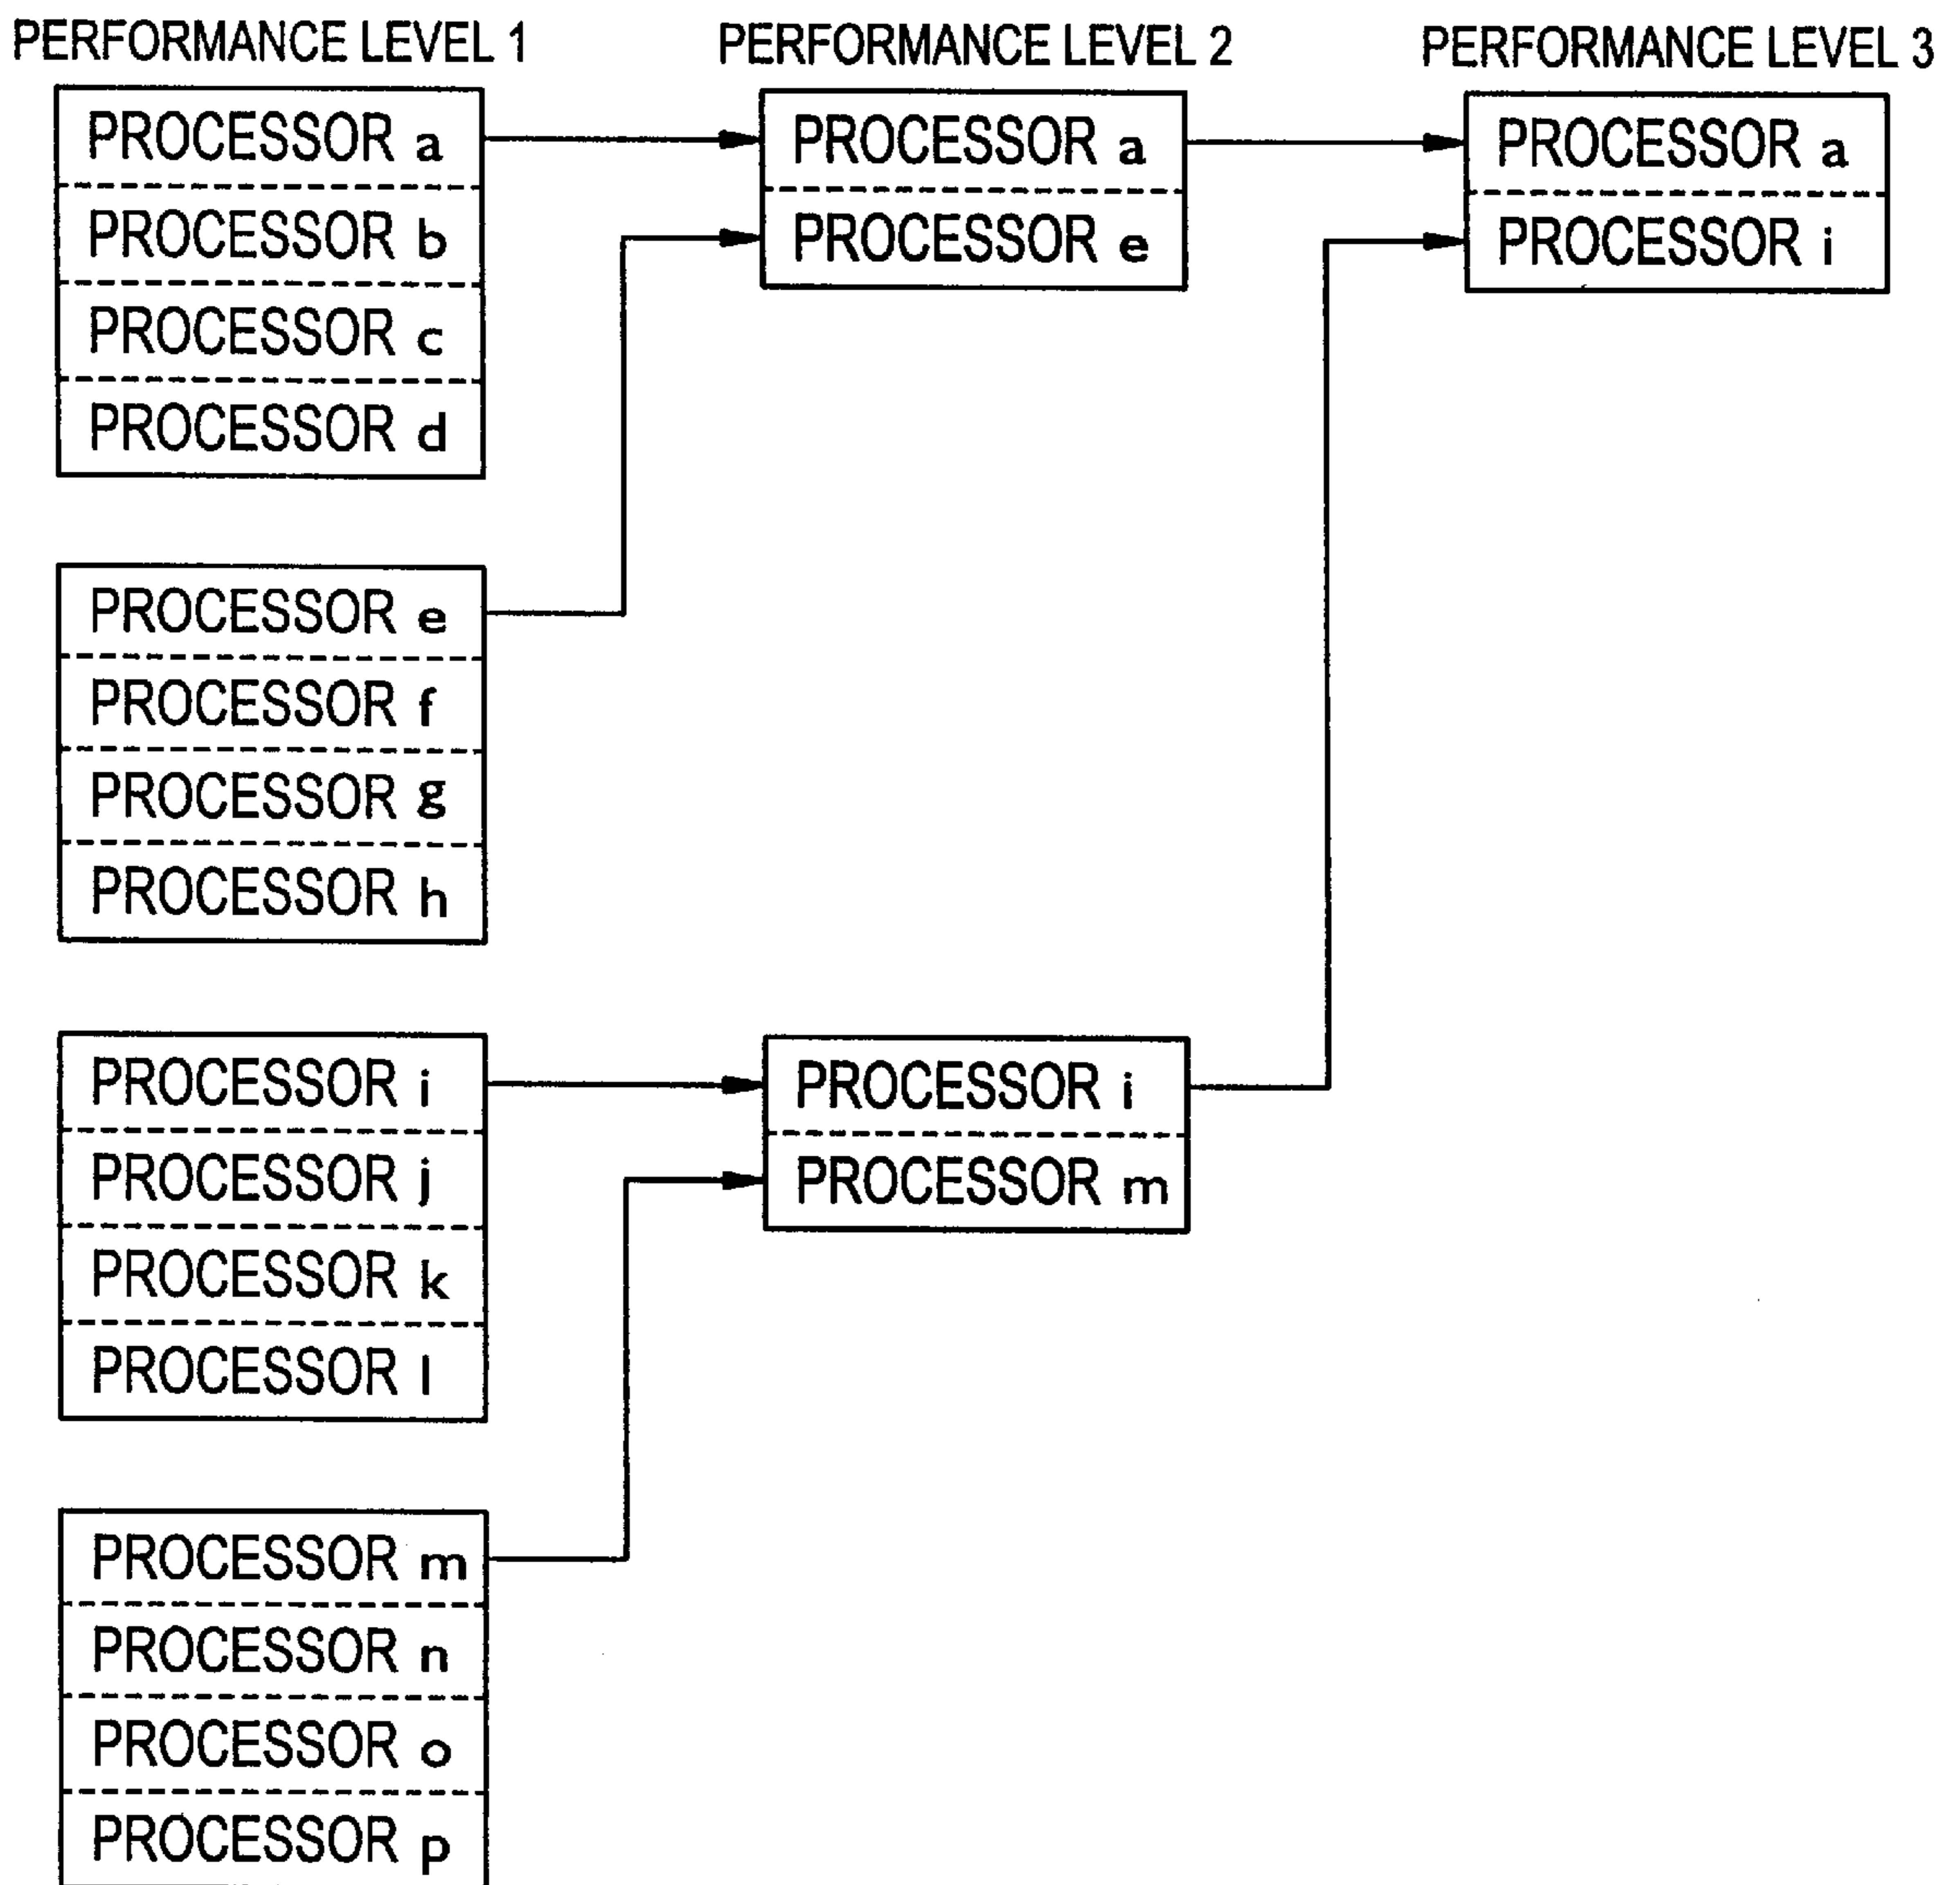 PERFORMANCE LEVEL 1
PROCESSOR a
PROCESSOR b
PROCESSOR c
PROCESSOR d
PROCESSOR e
PROCESSOR f
PROCESSOR g
PROCESSOR h
PROCESSOR i
PROCESSOR j
PROCESSOR k
PROCESSOR l
PROCESSOR m
PROCESSOR n
PROCESSOR o
PROCESSOR p
PERFORMANCE LEVEL 2
PROCESSOR a
PROCESSOR e
PROCESSOR i
PROCESSOR m
PERFORMANCE LEVEL 3
PROCESSOR a
PROCESSOR i